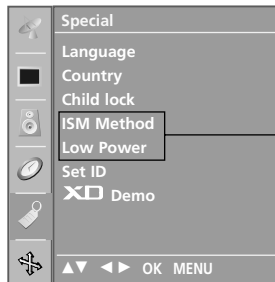 Special
Language
Country
Child lock
ISM Method
Low Power
Set ID
XD Demo
▲▼ ◄► OK MENU